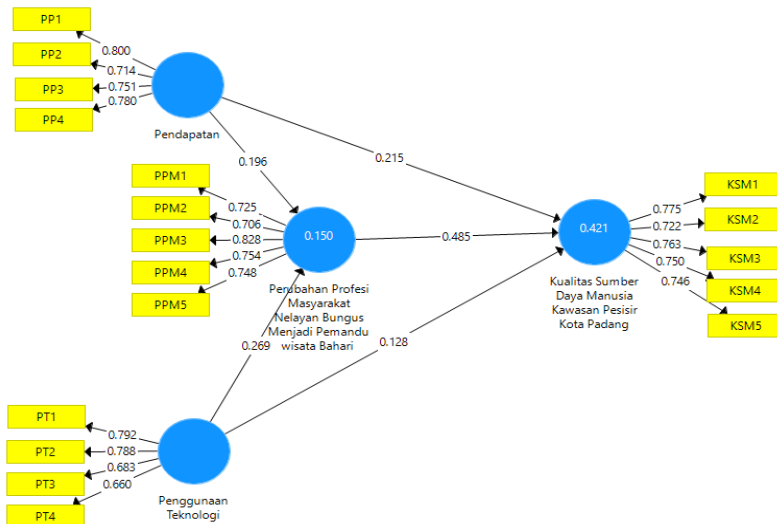 PP1
PP2
PP3
PP4
0.800
0.714
0.751
0.780
Pendapatan
0.196
0.215
PPM1
PPM2
PPM3
PPM4
PPM5
0.725
0.706
0.828
0.754
0.748
0.150
Perubahan Profesi
Masyarakat
Nelayan Bungus
Menjadi Pemandu
wisata Bahari
0.485
0.421
Kualitas Sumber
Daya Manusia
Kawasan Pesisir
Kota Padang
0.775
0.722
0.763
0.750
0.746
KSM1
KSM2
KSM3
KSM4
KSM5
0.269
0.128
PT1
PT2
PT3
PT4
0.792
0.788
0.683
0.660
Penggunaan
Teknologi